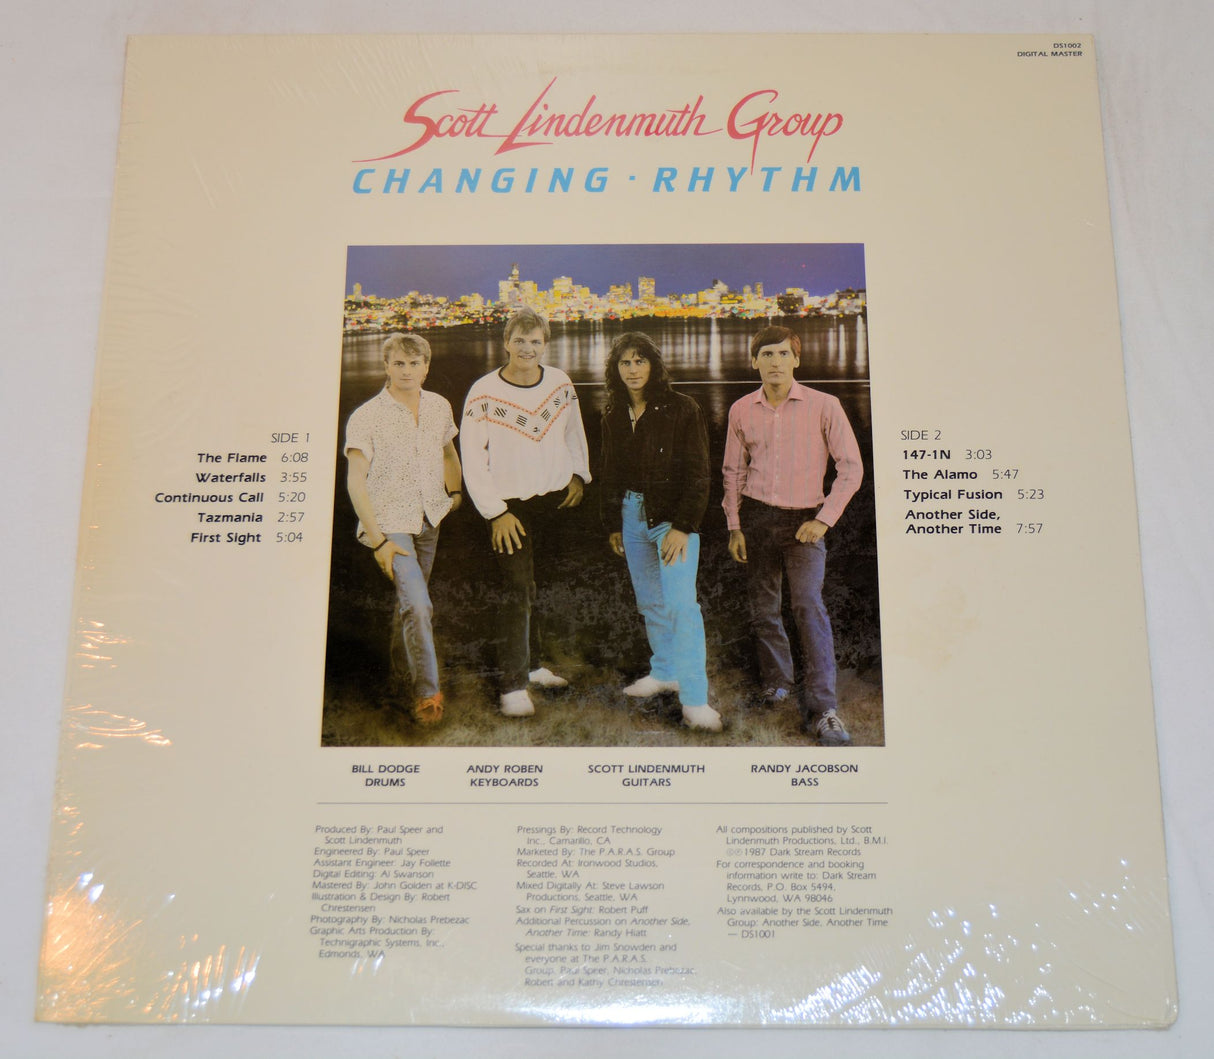 DS1002
DIGITAL MASTER
Scott Lindenmuth Group
CHANGING · RHYTHM
SIDE 1
The Flame 6:08
Waterfalls 3:55
Continuous Call 5:20
Tazmania 2:57
First Sight 5:04
SIDE 2
147-1N 3:03
The Alamo 5:47
Typical Fusion 5:23
Another Side,
Another Time 7:57
BILL DODGE
DRUMS
ANDY ROBEN
KEYBOARDS
SCOTT LINDENMUTH
GUITARS
RANDY JACOBSON
BASS
Produced By: Paul Speer and
Scott Lindenmuth
Engineered By: Paul Speer
Assistant Engineer: Jay Follette
Digital Editing: Al Swanson
Mastered By: John Golden at K-DISC
Illustration & Design By: Robert
Chrestensen
Photography By: Nicholas Prebezac
Graphic Arts Production By:
Technigraphic Systems, Inc.,
Edmonds, WA
Pressings By: Record Technology
Inc., Camarillo, CA
Marketed By: The P.A.R.A.S. Group
Recorded At: Ironwood Studios,
Seattle, WA
Mixed Digitally At: Steve Lawson
Productions, Seattle, WA
Sax on First Sight: Robert Puff
Additional Percussion on Another Side,
Another Time: Randy Hiatt
Special thanks to Jim Snowden and
everyone at The P.A.R.A.S.
Group, Paul Speer, Nicholas Prebezac,
Robert and Kathy Chrestensen
All compositions published by Scott
Lindenmuth Productions, Ltd., B.M.I.
©℗ 1987 Dark Stream Records
For correspondence and booking
information write to: Dark Stream
Records, P.O. Box 5494,
Lynnwood, WA 98046
Also available by the Scott Lindenmuth
Group: Another Side, Another Time
— DS1001